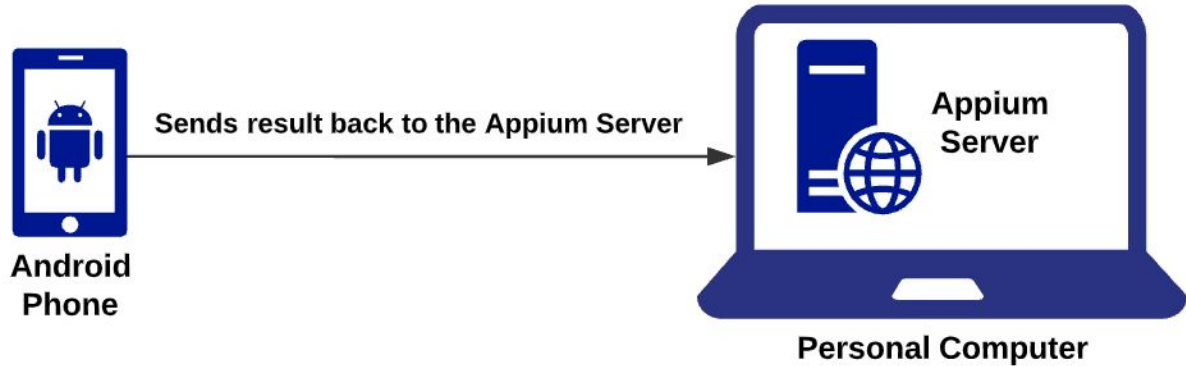 Sends result back to the Appium Server
Appium
Server
Android
Phone
Personal Computer